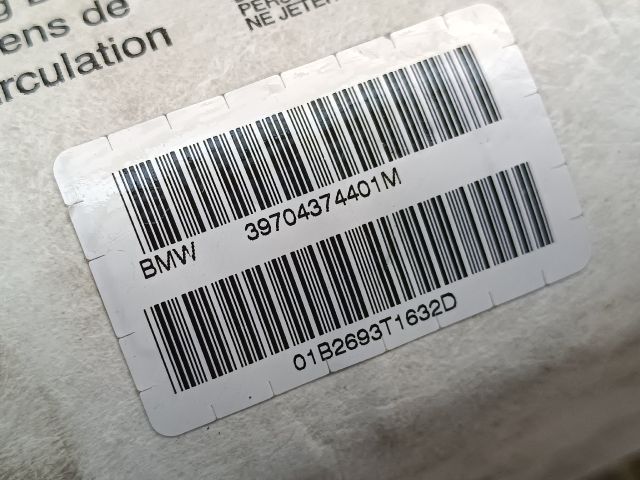 ens de
rculation
NE JETER
BMW 39704374401M
01B2693T1632D